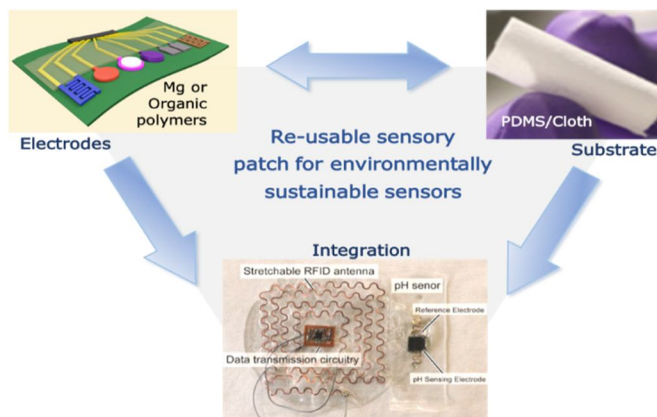 Mg or
Organic
polymers
Electrodes
PDMS/Cloth
Substrate
Re-usable sensory
patch for environmentally
sustainable sensors
Integration
Stretchable RFID antenna
pH senor
Reference Electrode
Data transmission circuitry
pH Sensing Electrode